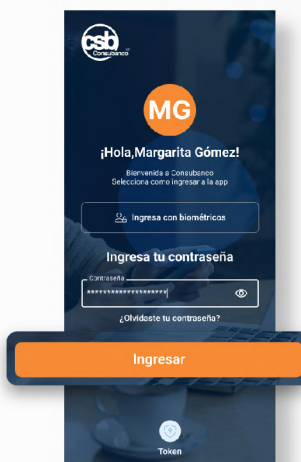 csb
Consubanco
MG
¡Hola,Margarita Gómez!
Bienvenida a Consubanco
Selecciona como ingresar a la app
Ingresa con biométricos
Ingresa tu contraseña
Contraseña
********************
¿Olvidaste tu contraseña?
Ingresar
Token